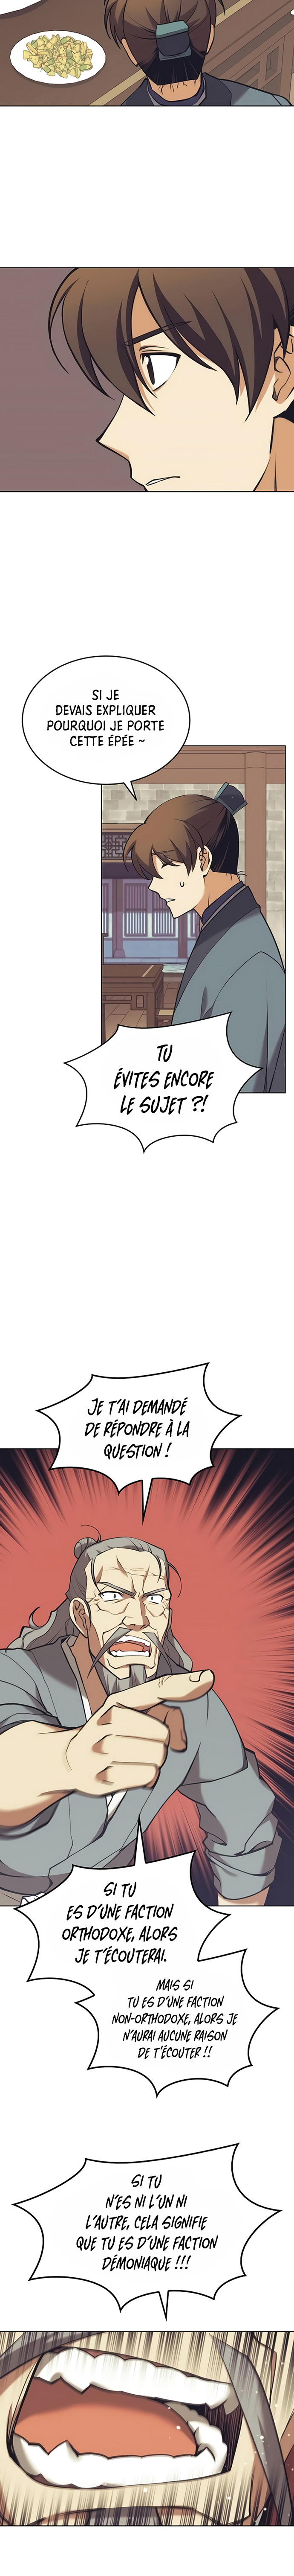 SI JE
DEVAIS EXPLIQUER
POURQUOI JE PORTE
CETTE ÉPÉE ~
TU
ÉVITES ENCORE
LE SUJET ?!
JE T'AI DEMANDÉ
DE RÉPONDRE À LA
QUESTION !
SI TU
ES D'UNE FACTION
ORTHODOXE, ALORS
JE T'ÉCOUTERAI.
MAIS SI
TU ES D'UNE FACTION
NON-ORTHODOXE, ALORS JE
N'AURAI AUCUNE RAISON
DE T'ÉCOUTER !!
SI TU
N'ES NI L'UN NI
L'AUTRE, CELA SIGNIFIE
QUE TU ES D'UNE FACTION
DÉMONIAQUE !!!